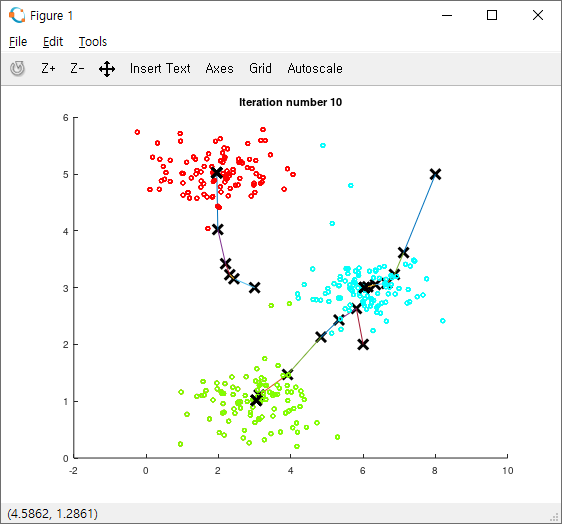 Figure 1
File Edit Tools
Z+ Z- Insert Text Axes Grid Autoscale
Iteration number 10
6
5
4
3
2
1
0
-2 0 2 4 6 8 10
(4.5862, 1.2861)